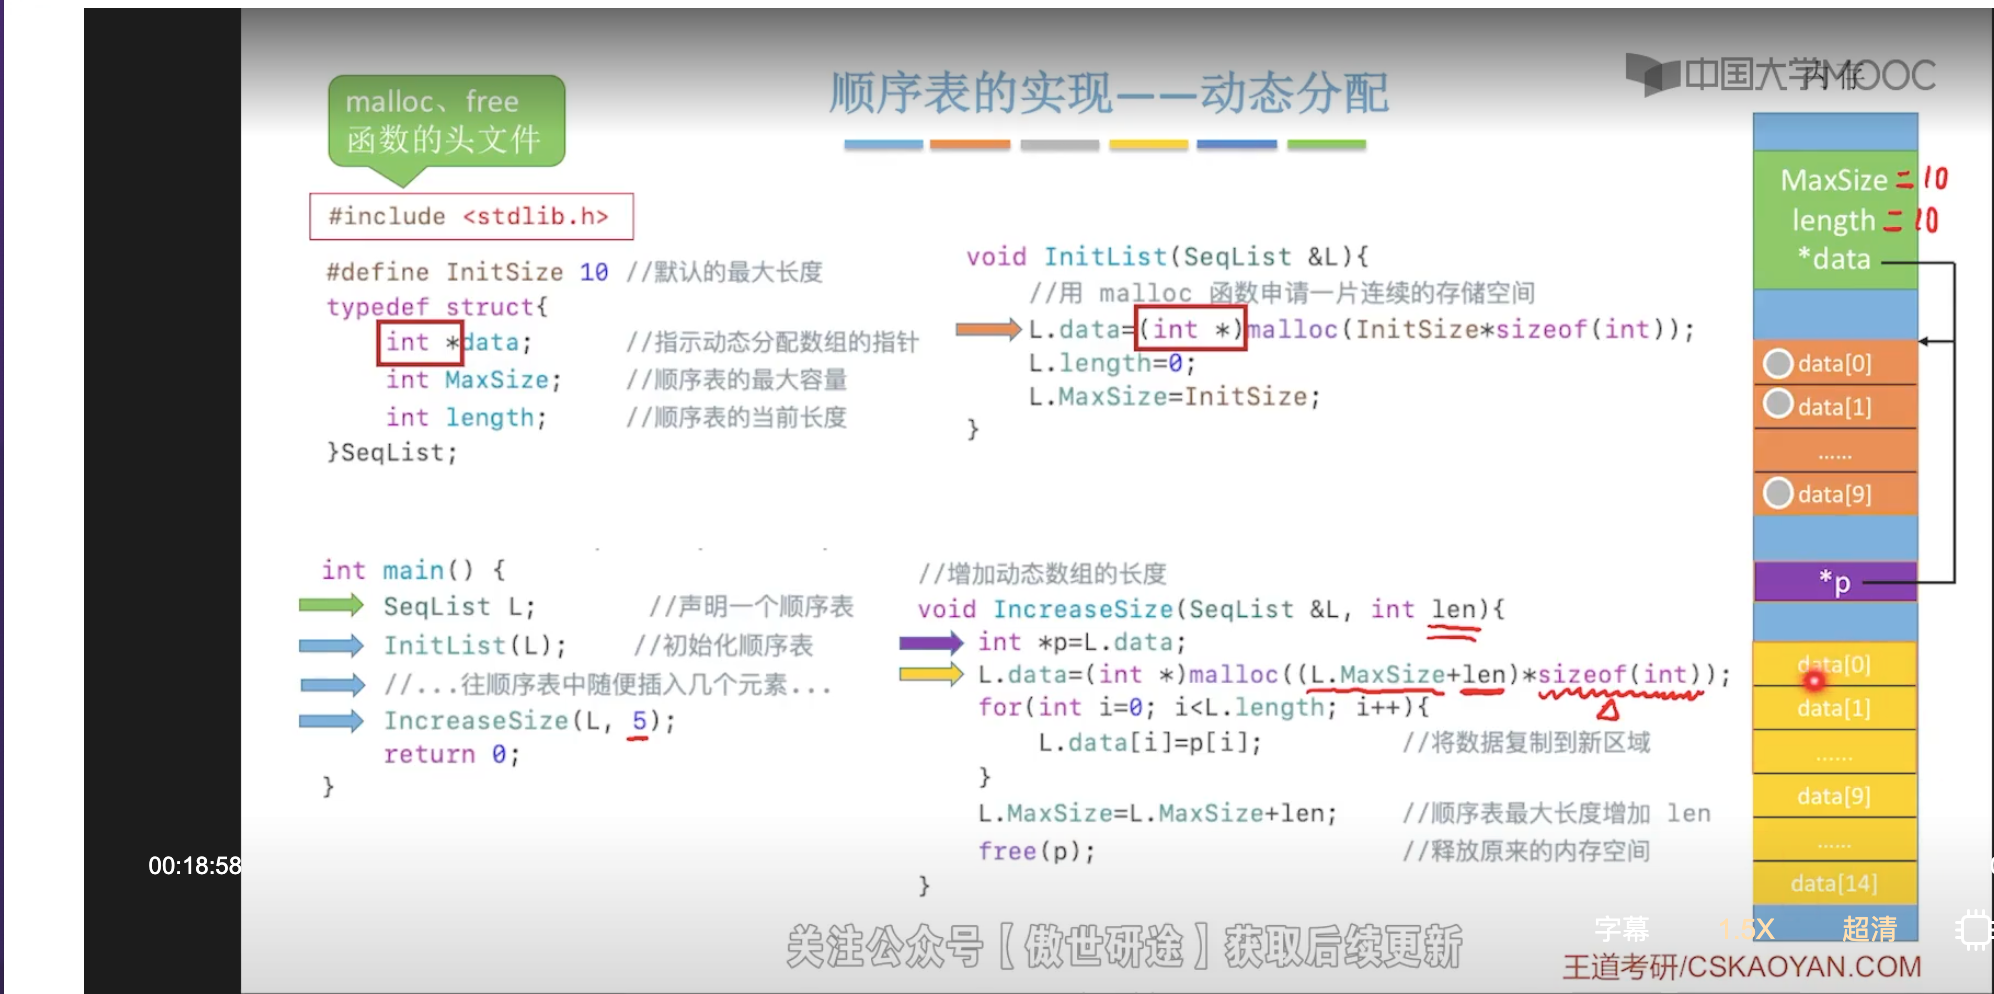 顺序表的实现——动态分配
中国大学MOOC
内存
malloc、free
函数的头文件
#include <stdlib.h>
#define InitSize 10 //默认的最大长度
typedef struct{
int *data; //指示动态分配数组的指针
int MaxSize; //顺序表的最大容量
int length; //顺序表的当前长度
}SeqList;
void InitList(SeqList &L){
//用 malloc 函数申请一片连续的存储空间
L.data=(int *)malloc(InitSize*sizeof(int));
L.length=0;
L.MaxSize=InitSize;
}
int main() {
SeqList L; //声明一个顺序表
InitList(L); //初始化顺序表
//...往顺序表中随便插入几个元素...
IncreaseSize(L, 5);
return 0;
}
//增加动态数组的长度
void IncreaseSize(SeqList &L, int len){
int *p=L.data;
L.data=(int *)malloc((L.MaxSize+len)*sizeof(int));
for(int i=0; i<L.length; i++){
L.data[i]=p[i]; //将数据复制到新区域
}
L.MaxSize=L.MaxSize+len; //顺序表最大长度增加 len
free(p); //释放原来的内存空间
}
MaxSize = 10
length = 10
*data
data[0]
data[1]
......
data[9]
*p
data[0]
data[1]
......
data[9]
......
data[14]
00:18:58
字幕 1.5X 超清
关注公众号【傲世研途】获取后续更新
王道考研/CSKAOYAN.COM